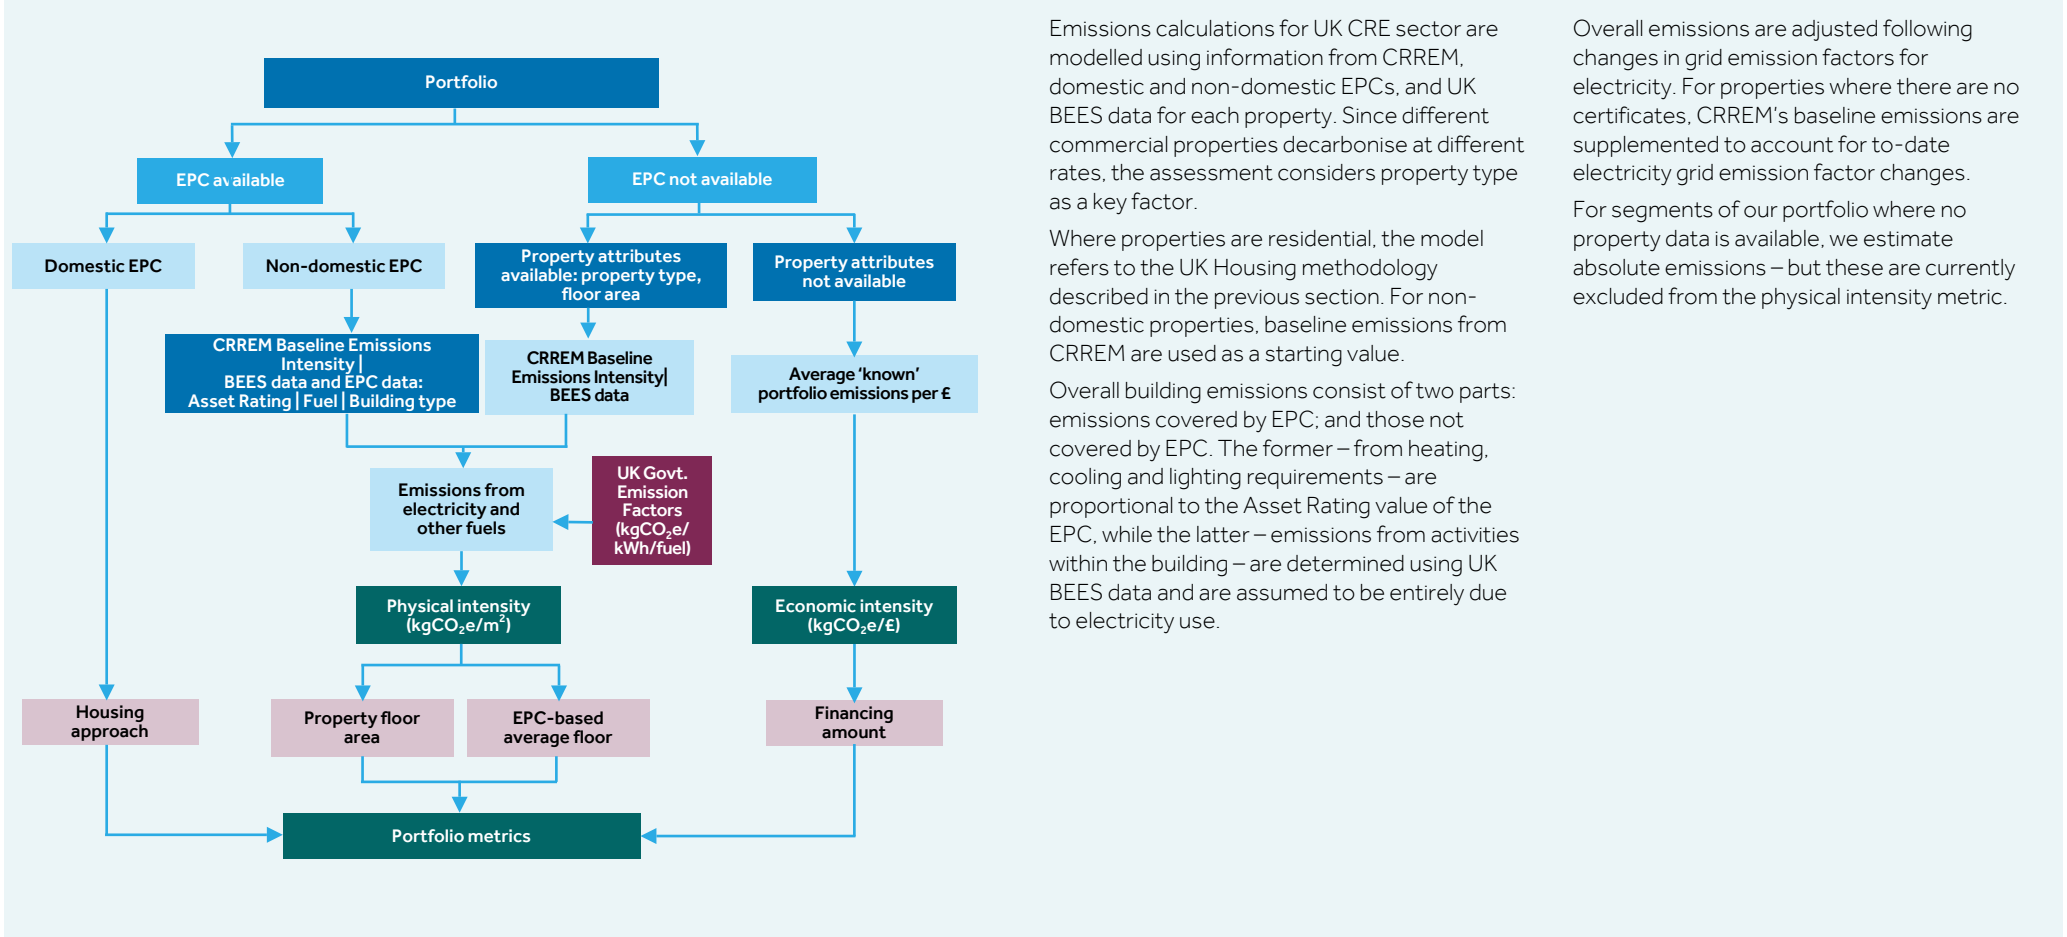 Portfolio
EPC available
EPC not available
Domestic EPC
Non-domestic EPC
Property attributes
available: property type,
floor area
Property attributes
not available
CRREM Baseline Emissions
Intensity |
BEES data and EPC data:
Asset Rating | Fuel | Building type
CRREM Baseline
Emissions Intensity|
BEES data
Average ‘known’
portfolio emissions per £
Emissions from
electricity and
other fuels
UK Govt.
Emission
Factors
(kgCO₂e/
kWh/fuel)
Physical intensity
(kgCO₂e/m²)
Economic intensity
(kgCO₂e/£)
Housing
approach
Property floor
area
EPC-based
average floor
Financing
amount
Portfolio metrics
Emissions calculations for UK CRE sector are
modelled using information from CRREM,
domestic and non-domestic EPCs, and UK
BEES data for each property. Since different
commercial properties decarbonise at different
rates, the assessment considers property type
as a key factor.
Where properties are residential, the model
refers to the UK Housing methodology
described in the previous section. For non-
domestic properties, baseline emissions from
CRREM are used as a starting value.
Overall building emissions consist of two parts:
emissions covered by EPC; and those not
covered by EPC. The former – from heating,
cooling and lighting requirements – are
proportional to the Asset Rating value of the
EPC, while the latter – emissions from activities
within the building – are determined using UK
BEES data and are assumed to be entirely due
to electricity use.
Overall emissions are adjusted following
changes in grid emission factors for
electricity. For properties where there are no
certificates, CRREM’s baseline emissions are
supplemented to account for to-date
electricity grid emission factor changes.
For segments of our portfolio where no
property data is available, we estimate
absolute emissions – but these are currently
excluded from the physical intensity metric.